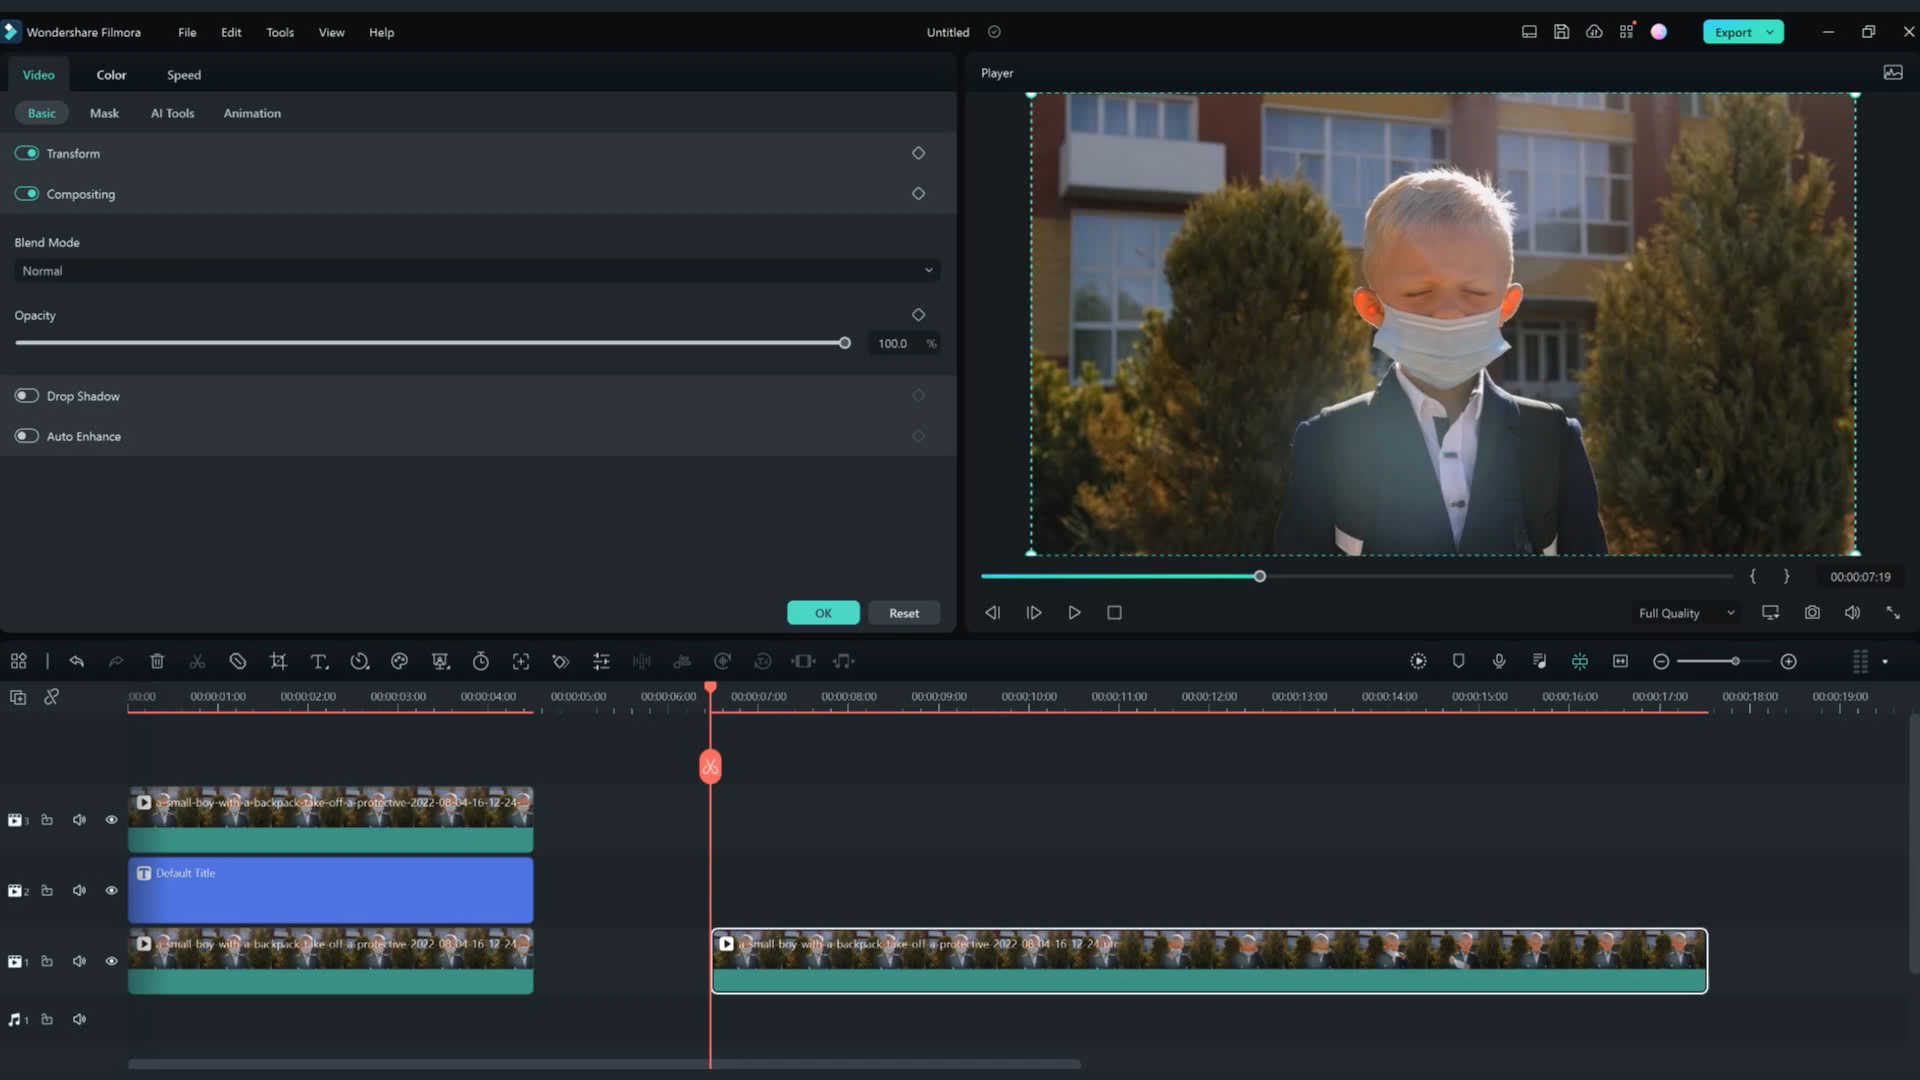 Wondershare Filmora
File
Edit
Tools
View
Help
Untitled
Export
Video
Color
Speed
Player
Basic
Mask
AI Tools
Animation
Transform
Compositing
Blend Mode
Normal
Opacity
100.0 %
Drop Shadow
Auto Enhance
OK
Reset
{ }
00:00:07:19
Full Quality
:00:00
00:00:01:00
00:00:02:00
00:00:03:00
00:00:04:00
00:00:05:00
00:00:06:00
00:00:07:00
00:00:08:00
00:00:09:00
00:00:10:00
00:00:11:00
00:00:12:00
00:00:13:00
00:00:14:00
00:00:15:00
00:00:16:00
00:00:17:00
00:00:18:00
00:00:19:00
3
a-small-boy-with-a-backpack-take-off-a-protective-2022-08-04-16-12-24-
2
Default Title
1
a-small-boy-with-a-backpack-take-off-a-protective-2022-08-04-16-12-24-
a-small-boy-with-a-backpack-take-off-a-protective-2022-08-04-16-12-24-utc
1